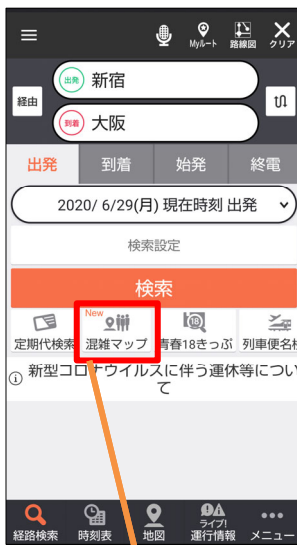 Myルート 路線図 クリア
出発 新宿
経由
到着 大阪
出発 到着 始発 終電
2020/ 6/29(月) 現在時刻 出発
検索設定
検索
New
定期代検索 混雑マップ 青春18きっぷ 列車便名検
新型コロナウイルスに伴う運休等につい
て
ライブ!
経路検索 時刻表 地図 運行情報 メニュー